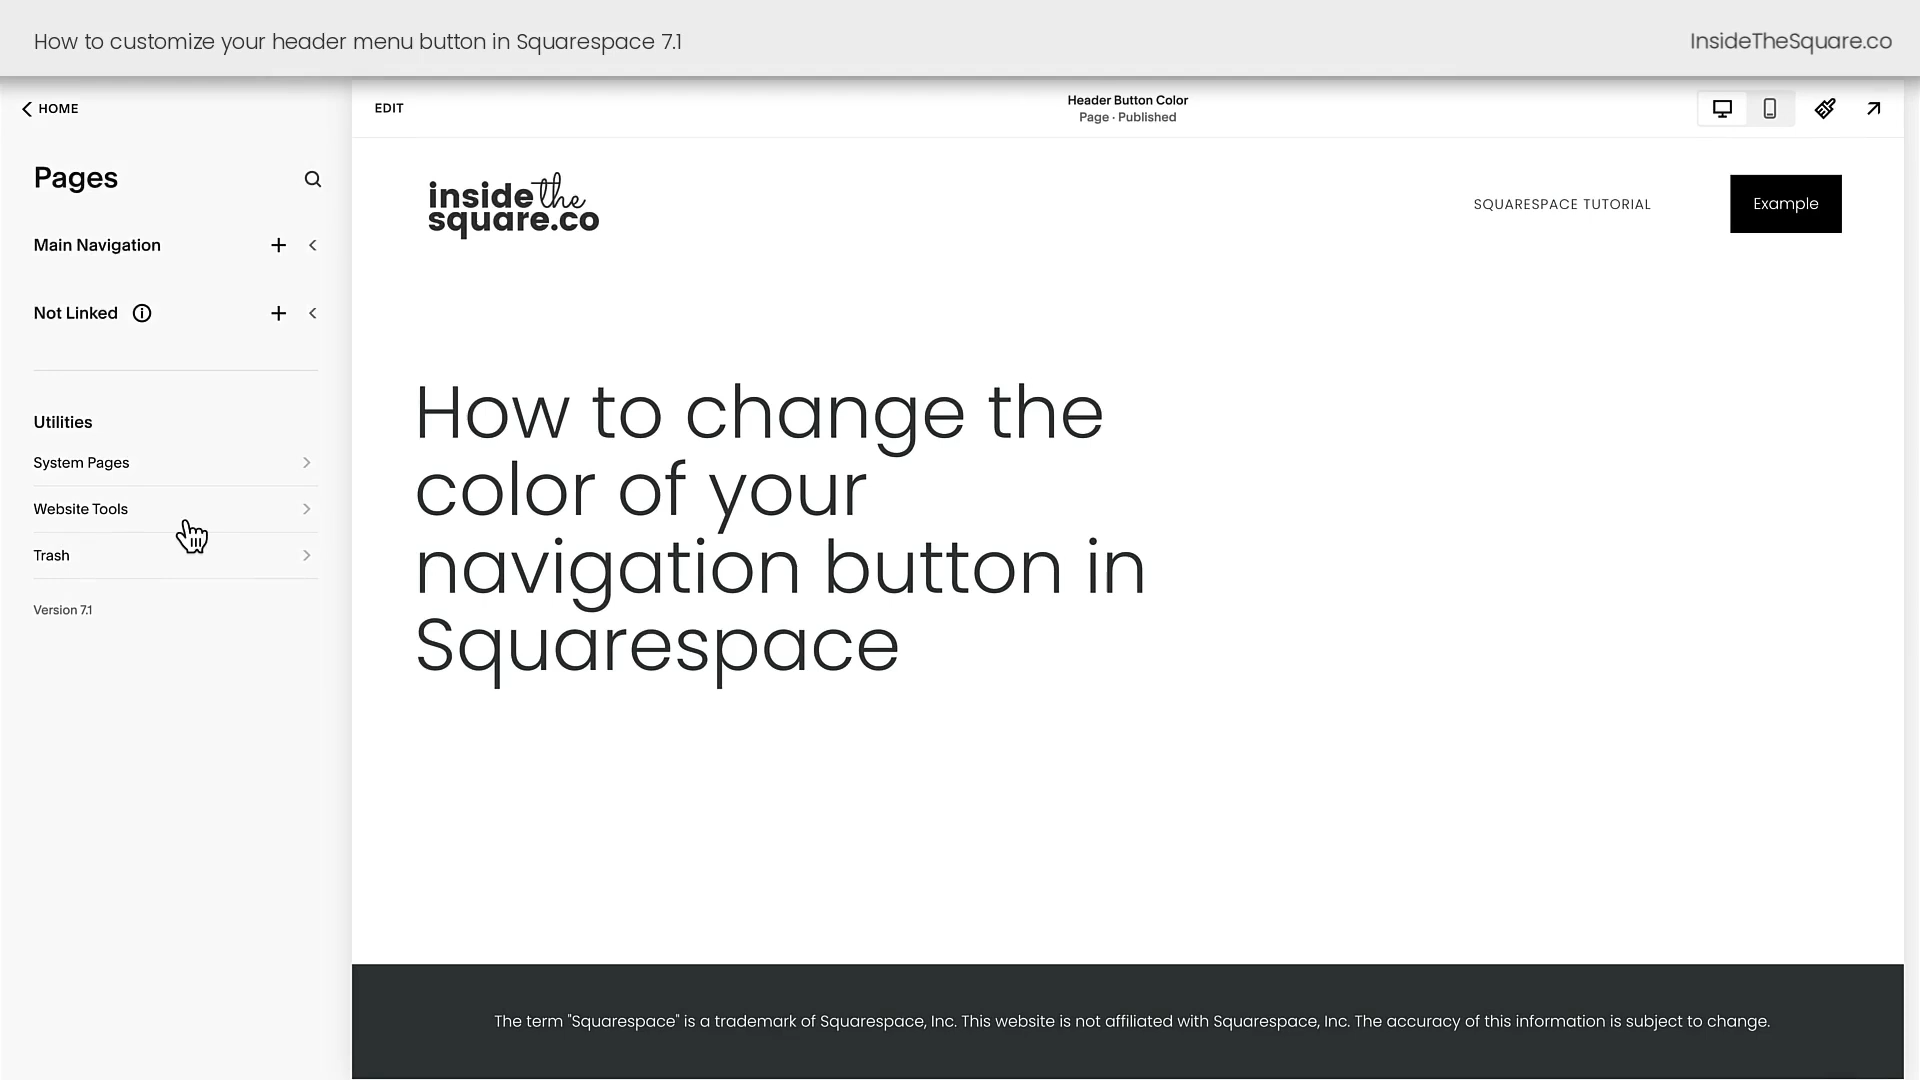 How to customize your header menu button in Squarespace 7.1
InsideTheSquare.co
HOME
EDIT
Header Button Color
Page · Published
Pages
Main Navigation
Not Linked
Utilities
System Pages
Website Tools
Trash
Version 7.1
inside the
square.co
SQUARESPACE TUTORIAL
Example
How to change the
color of your
navigation button in
Squarespace
The term "Squarespace" is a trademark of Squarespace, Inc. This website is not affiliated with Squarespace, Inc. The accuracy of this information is subject to change.